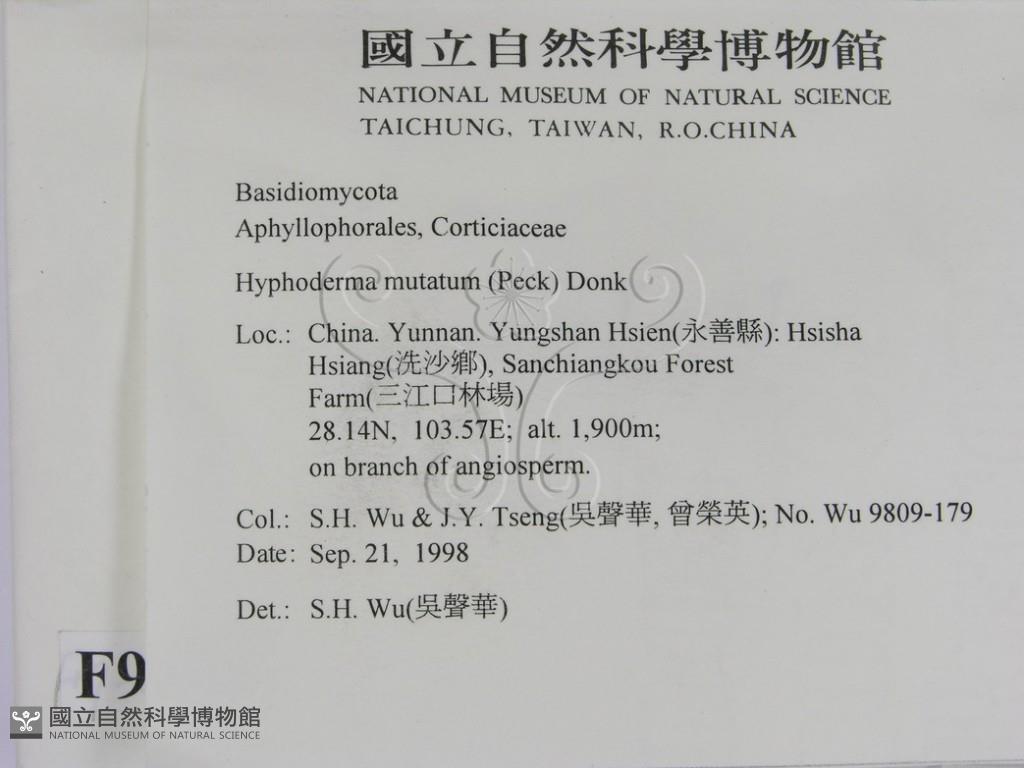 國立自然科學博物館
NATIONAL MUSEUM OF NATURAL SCIENCE
TAICHUNG, TAIWAN, R.O.CHINA
Basidiomycota
Aphyllophorales, Corticiaceae
Hyphoderma mutatum (Peck) Donk
Loc.: China. Yunnan. Yungshan Hsien(永善縣): Hsisha
Hsiang(洗沙鄉), Sanchiangkou Forest
Farm(三江口林場)
28.14N, 103.57E; alt. 1,900m;
on branch of angiosperm.
Col.: S.H. Wu & J.Y. Tseng(吳聲華, 曾榮英); No. Wu 9809-179
Date: Sep. 21, 1998
Det.: S.H. Wu(吳聲華)
F9
國立自然科學博物館
NATIONAL MUSEUM OF NATURAL SCIENCE